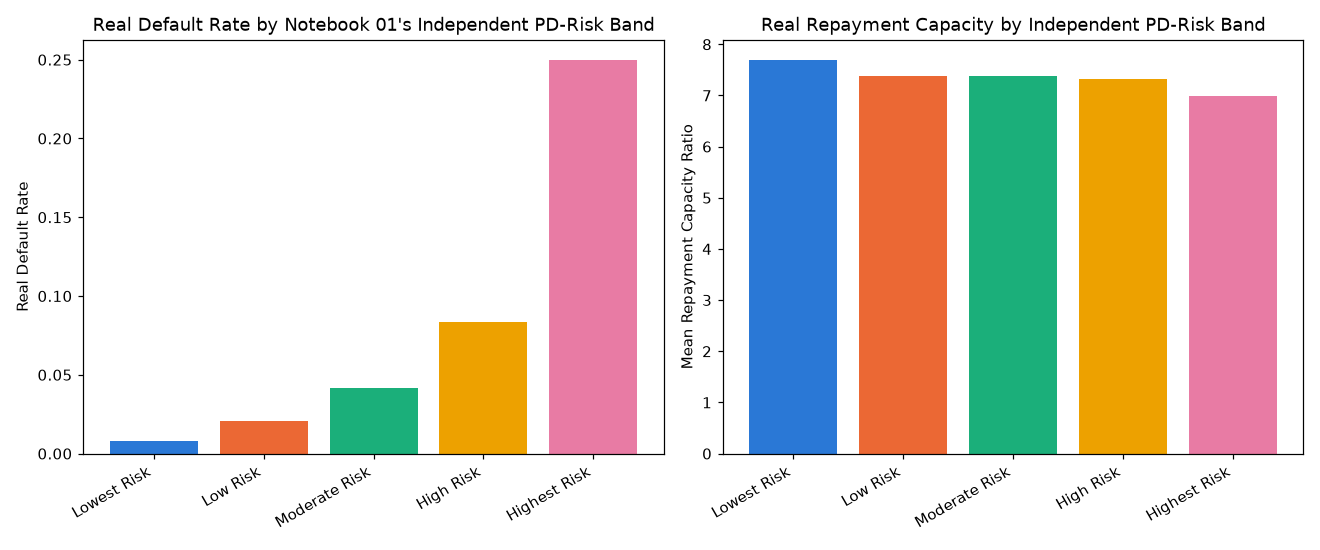 Real Default Rate by Notebook 01's Independent PD-Risk Band
Real Default Rate
0.25
0.20
0.15
0.10
0.05
0.00
Lowest Risk
Low Risk
Moderate Risk
High Risk
Highest Risk
Real Repayment Capacity by Independent PD-Risk Band
Mean Repayment Capacity Ratio
8
7
6
5
4
3
2
1
0
Lowest Risk
Low Risk
Moderate Risk
High Risk
Highest Risk